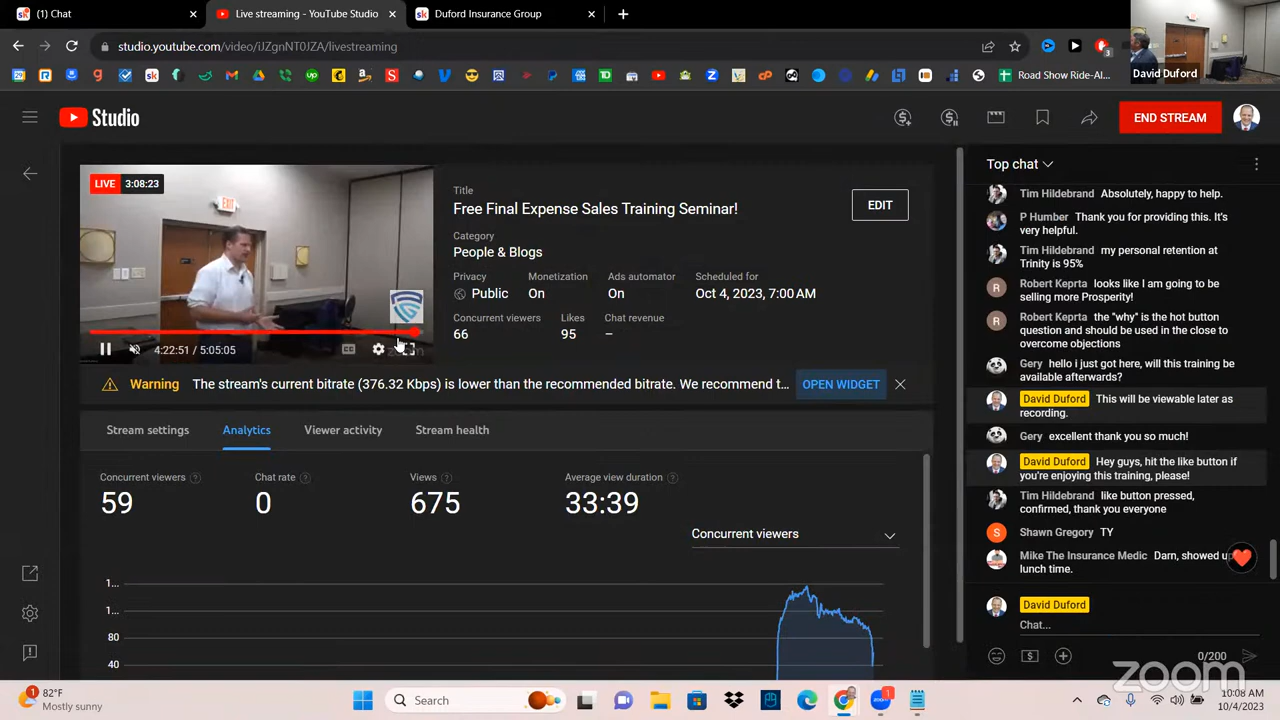 (1) Chat
Live streaming - YouTube Studio
Duford Insurance Group
studio.youtube.com/video/iJZgnNT0JZA/livestreaming
David Duford
3
Road Show Ride-Al...
Studio
END STREAM
LIVE 3:08:23
EXIT
4:22:51 / 5:05:05
Title
Free Final Expense Sales Training Seminar!
EDIT
Category
People & Blogs
Privacy Monetization Ads automator Scheduled for
Public On On Oct 4, 2023, 7:00 AM
Concurrent viewers Likes Chat revenue
66 95 –
Warning The stream's current bitrate (376.32 Kbps) is lower than the recommended bitrate. We recommend t... OPEN WIDGET
Stream settings Analytics Viewer activity Stream health
Concurrent viewers Chat rate Views Average view duration
59 0 675 33:39
Concurrent viewers
1...
1...
80
40
Top chat
Tim Hildebrand Absolutely, happy to help.
P Humber Thank you for providing this. It's
very helpful.
Tim Hildebrand my personal retention at
Trinity is 95%
R Robert Keprta looks like I am going to be
selling more Prosperity!
R Robert Keprta the "why" is the hot button
question and should be used in the close to
overcome objections
Gery hello i just got here, will this training be
available afterwards?
David Duford This will be viewable later as
recording.
Gery excellent thank you so much!
David Duford Hey guys, hit the like button if
you're enjoying this training, please!
Tim Hildebrand like button pressed,
confirmed, thank you everyone
S Shawn Gregory TY
Mike The Insurance Medic Darn, showed up
lunch time.
David Duford
Chat...
0/200
zoom
1
82°F
Mostly sunny
Search
1
10:08 AM
10/4/2023